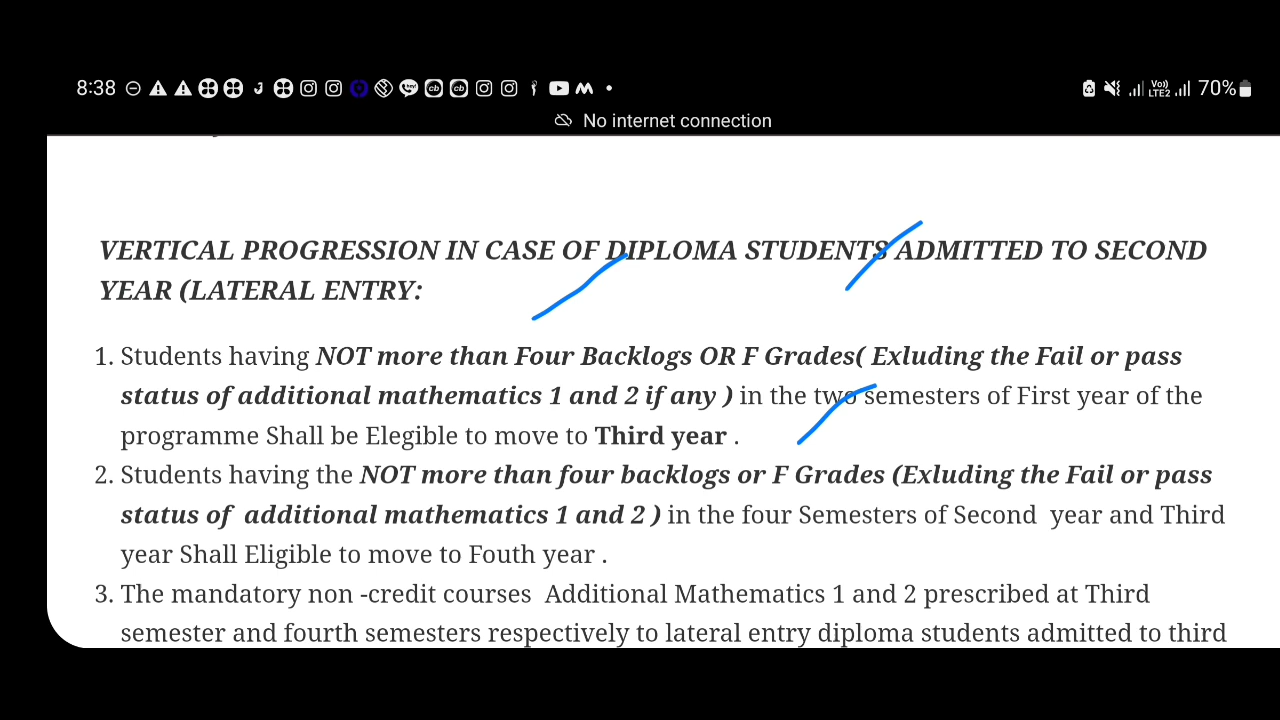 8:38 Vo) LTE2 70%
No internet connection
VERTICAL PROGRESSION IN CASE OF DIPLOMA STUDENTS ADMITTED TO SECOND
YEAR (LATERAL ENTRY:
1. Students having NOT more than Four Backlogs OR F Grades( Exluding the Fail or pass
status of additional mathematics 1 and 2 if any ) in the two semesters of First year of the
programme Shall be Elegible to move to Third year .
2. Students having the NOT more than four backlogs or F Grades (Exluding the Fail or pass
status of additional mathematics 1 and 2 ) in the four Semesters of Second year and Third
year Shall Eligible to move to Fouth year .
3. The mandatory non -credit courses Additional Mathematics 1 and 2 prescribed at Third
semester and fourth semesters respectively to lateral entry diploma students admitted to third